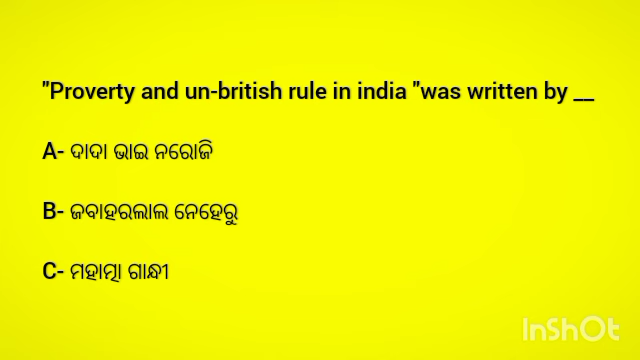 "Proverty and un-british rule in india "was written by __
A- ଦାଦା ଭାଇ ନରୋଜି
B- ଜବାହରଲାଲ ନେହେରୁ
C- ମହାତ୍ମା ଗାନ୍ଧୀ
InShOt